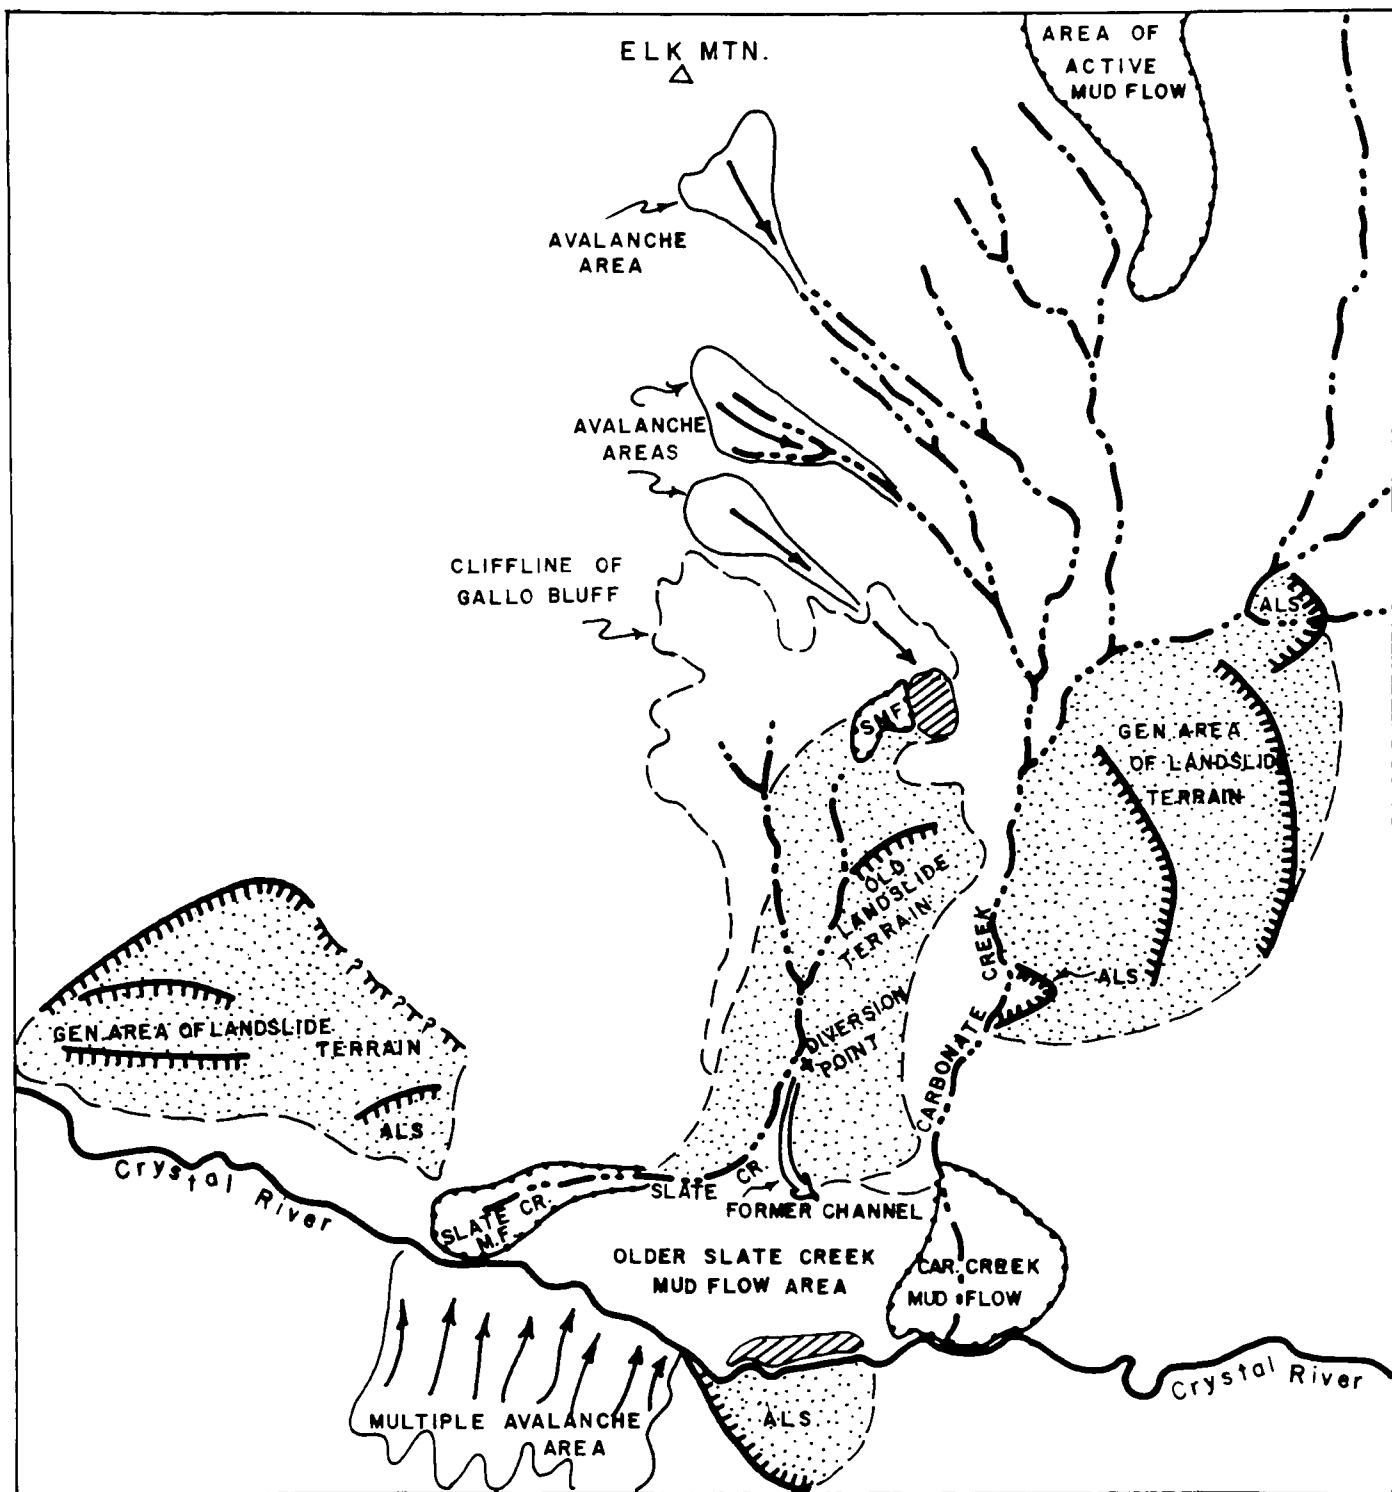 ELK MTN.
AREA OF
ACTIVE
MUD FLOW
AVALANCHE
AREA
AVALANCHE
AREAS
CLIFFLINE OF
GALLO BLUFF
ALS
SMF
GEN. AREA
OF LANDSLIDE
TERRAIN
OLD
LANDSLIDE
TERRAIN
CARBONATE CREEK
ALS
GEN. AREA OF LANDSLIDE
TERRAIN
ALS
DIVERSION
POINT
Crystal River
SLATE CR.
SLATE CR.
M.F.
FORMER CHANNEL
OLDER SLATE CREEK
MUD FLOW AREA
CAR. CREEK
MUD FLOW
MULTIPLE AVALANCHE
AREA
ALS
Crystal River